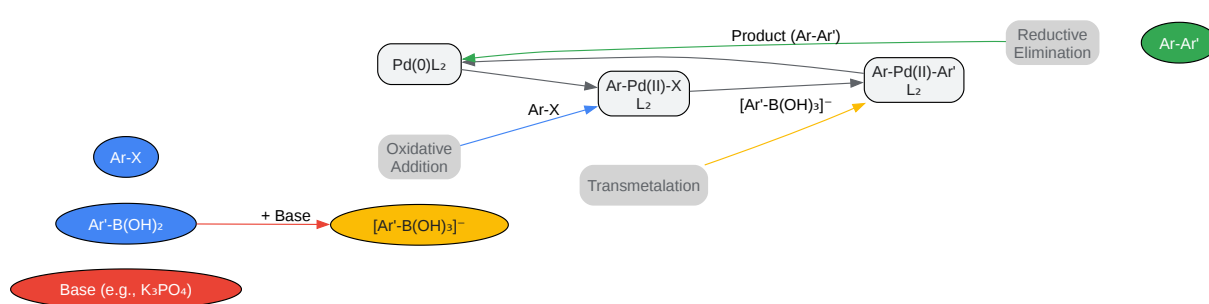 Product (Ar-Ar')
Reductive
Elimination
Ar-Ar'
Pd(0)L₂
Ar-Pd(II)-X
L₂
Ar-Pd(II)-Ar'
L₂
Ar-X
[Ar'-B(OH)₃]⁻
Oxidative
Addition
Ar-X
Transmetalation
Ar'-B(OH)₂
+ Base
[Ar'-B(OH)₃]⁻
Base (e.g., K₃PO₄)